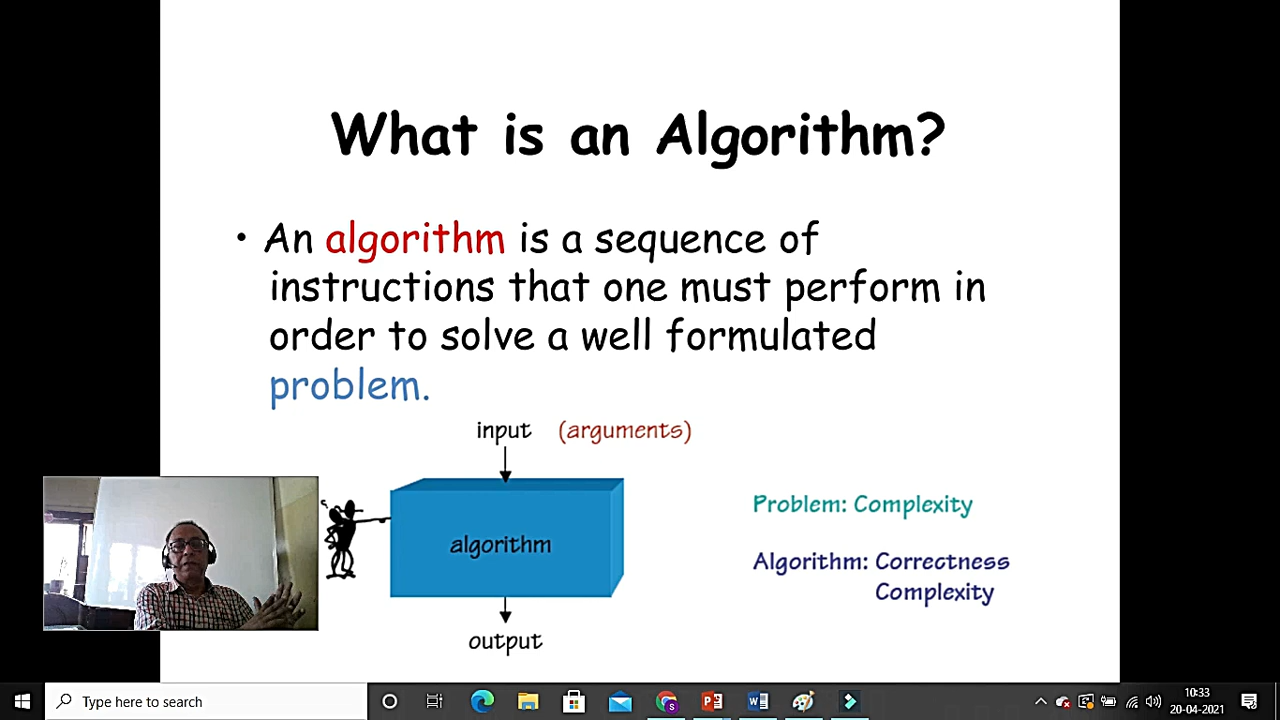 What is an Algorithm?
• An algorithm is a sequence of
instructions that one must perform in
order to solve a well formulated
problem.
input (arguments)
algorithm
output
Problem: Complexity
Algorithm: Correctness
Complexity
Type here to search
10:33
20-04-2021